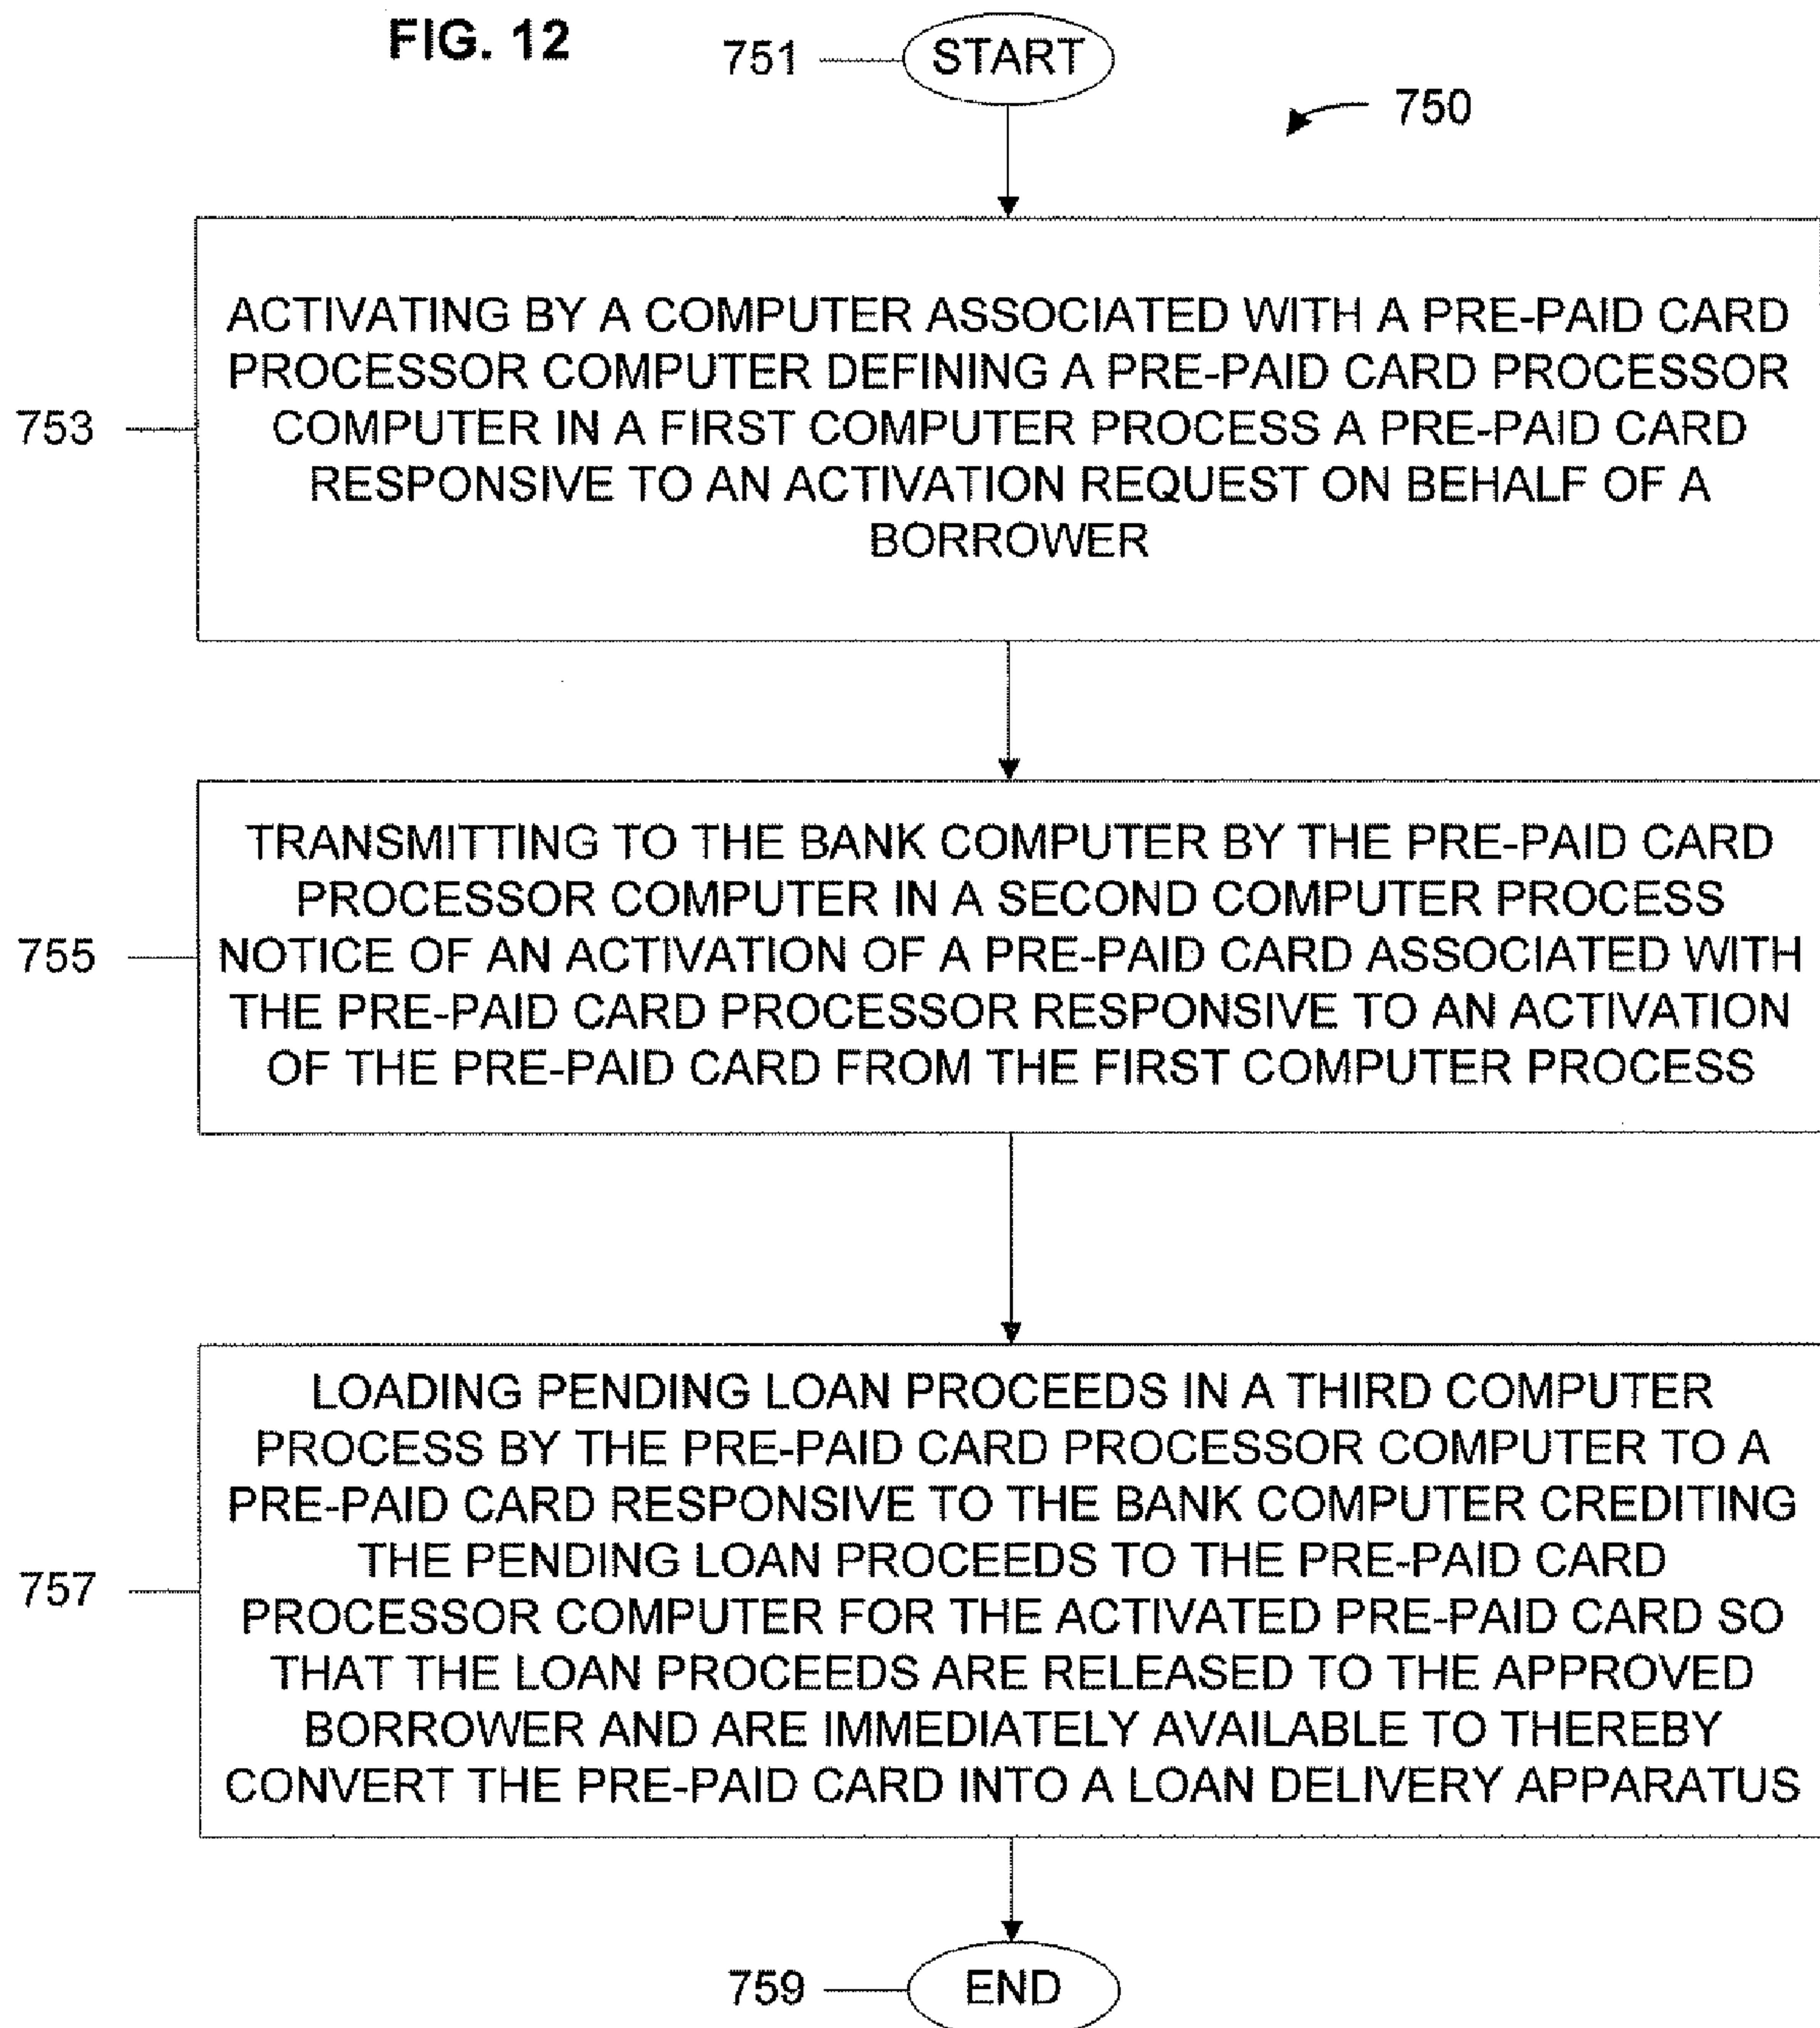 FIG. 12
751
START
750
753
ACTIVATING BY A COMPUTER ASSOCIATED WITH A PRE-PAID CARD
PROCESSOR COMPUTER DEFINING A PRE-PAID CARD PROCESSOR
COMPUTER IN A FIRST COMPUTER PROCESS A PRE-PAID CARD
RESPONSIVE TO AN ACTIVATION REQUEST ON BEHALF OF A
BORROWER
755
TRANSMITTING TO THE BANK COMPUTER BY THE PRE-PAID CARD
PROCESSOR COMPUTER IN A SECOND COMPUTER PROCESS
NOTICE OF AN ACTIVATION OF A PRE-PAID CARD ASSOCIATED WITH
THE PRE-PAID CARD PROCESSOR RESPONSIVE TO AN ACTIVATION
OF THE PRE-PAID CARD FROM THE FIRST COMPUTER PROCESS
757
LOADING PENDING LOAN PROCEEDS IN A THIRD COMPUTER
PROCESS BY THE PRE-PAID CARD PROCESSOR COMPUTER TO A
PRE-PAID CARD RESPONSIVE TO THE BANK COMPUTER CREDITING
THE PENDING LOAN PROCEEDS TO THE PRE-PAID CARD
PROCESSOR COMPUTER FOR THE ACTIVATED PRE-PAID CARD SO
THAT THE LOAN PROCEEDS ARE RELEASED TO THE APPROVED
BORROWER AND ARE IMMEDIATELY AVAILABLE TO THEREBY
CONVERT THE PRE-PAID CARD INTO A LOAN DELIVERY APPARATUS
759
END